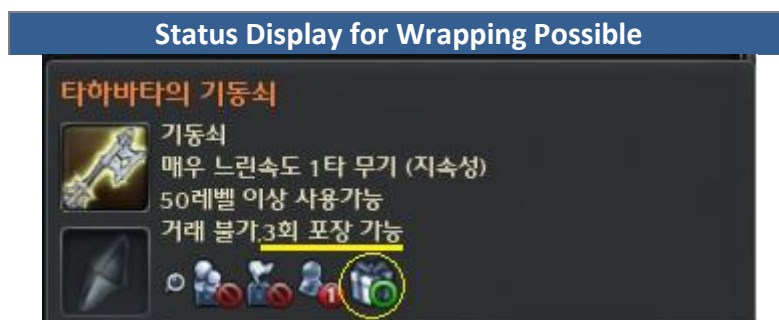 Status Display for Wrapping Possible
타하바타의 기동쇠
기동쇠
매우 느린속도 1타 무기 (지속성)
50레벨 이상 사용가능
거래 불가,3회 포장 가능
1